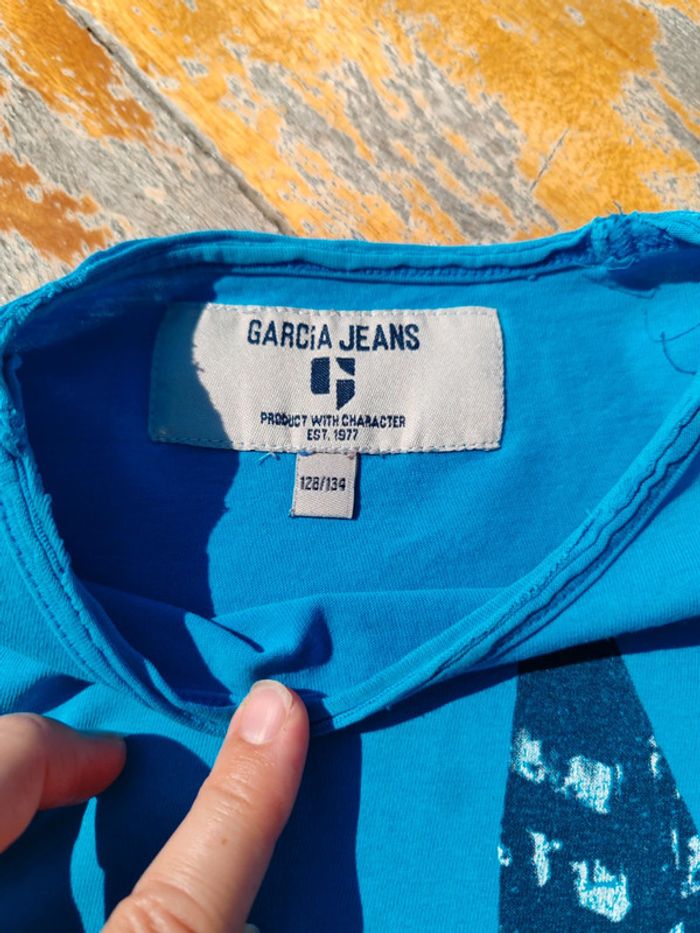 GARCiA JEANS
PRODUCT WITH CHARACTER
EST. 1977
128/134